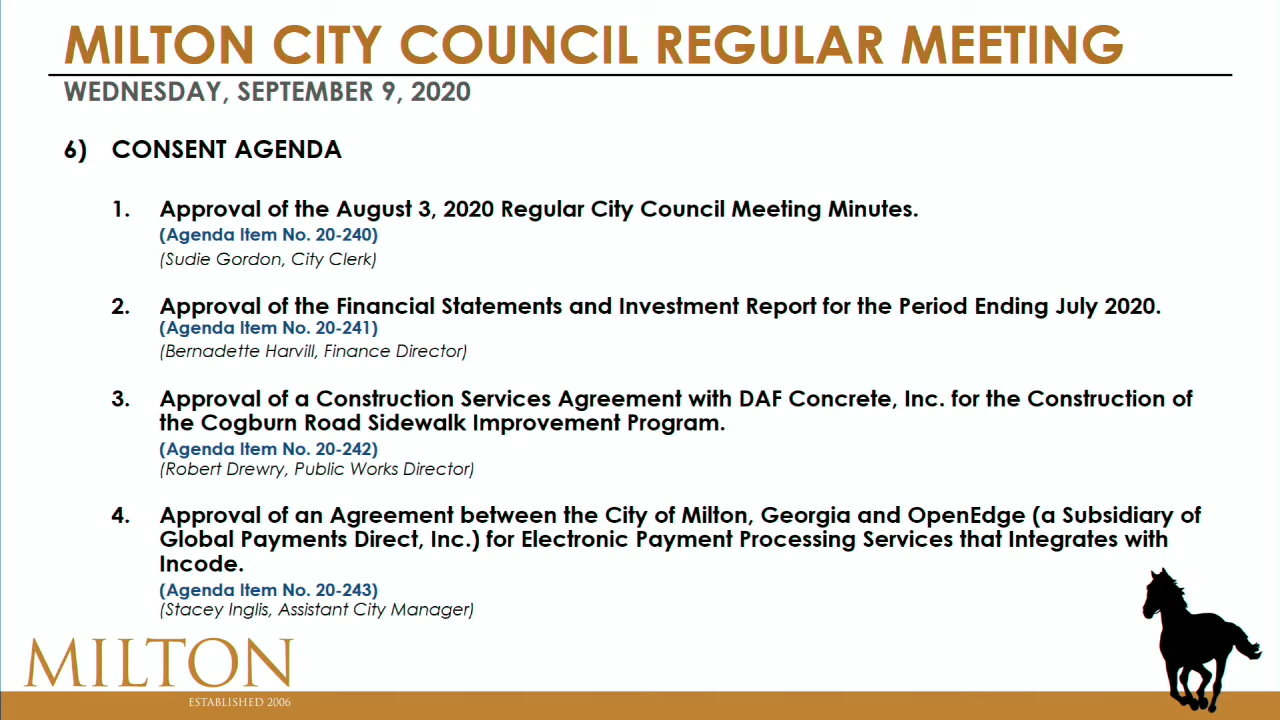 MILTON CITY COUNCIL REGULAR MEETING
WEDNESDAY, SEPTEMBER 9, 2020
6) CONSENT AGENDA
1. Approval of the August 3, 2020 Regular City Council Meeting Minutes.
(Agenda Item No. 20-240)
(Sudie Gordon, City Clerk)
2. Approval of the Financial Statements and Investment Report for the Period Ending July 2020.
(Agenda Item No. 20-241)
(Bernadette Harvill, Finance Director)
3. Approval of a Construction Services Agreement with DAF Concrete, Inc. for the Construction of
the Cogburn Road Sidewalk Improvement Program.
(Agenda Item No. 20-242)
(Robert Drewry, Public Works Director)
4. Approval of an Agreement between the City of Milton, Georgia and OpenEdge (a Subsidiary of
Global Payments Direct, Inc.) for Electronic Payment Processing Services that Integrates with
Incode.
(Agenda Item No. 20-243)
(Stacey Inglis, Assistant City Manager)
MILTON
ESTABLISHED 2006